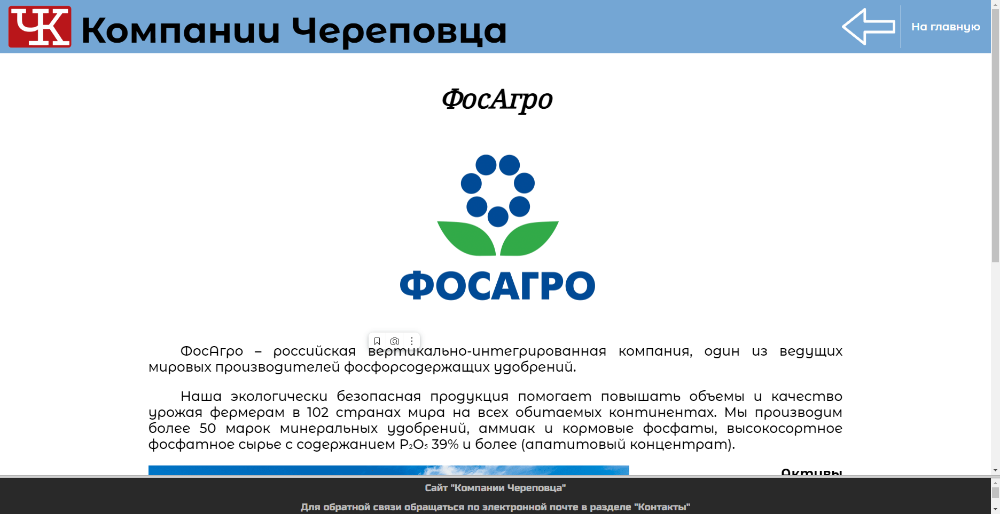 ЧК Компании Череповца
На главную
ФосАгро
ФОСАГРО
ФосАгро – российская вертикально-интегрированная компания, один из ведущих
мировых производителей фосфорсодержащих удобрений.
Наша экологически безопасная продукция помогает повышать объемы и качество
урожая фермерам в 102 странах мира на всех обитаемых континентах. Мы производим
более 50 марок минеральных удобрений, аммиак и кормовые фосфаты, высокосортное
фосфатное сырье с содержанием P₂O₅ 39% и более (апатитовый концентрат).
Активы
Сайт "Компании Череповца"
Для обратной связи обращаться по электронной почте в разделе "Контакты"